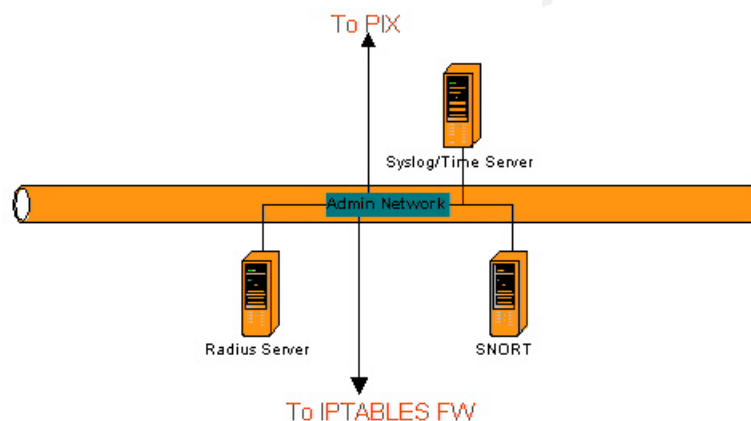 To PIX
Syslog/Time Server
Admin Network
Radius Server
SNORT
To IPTABLES FW